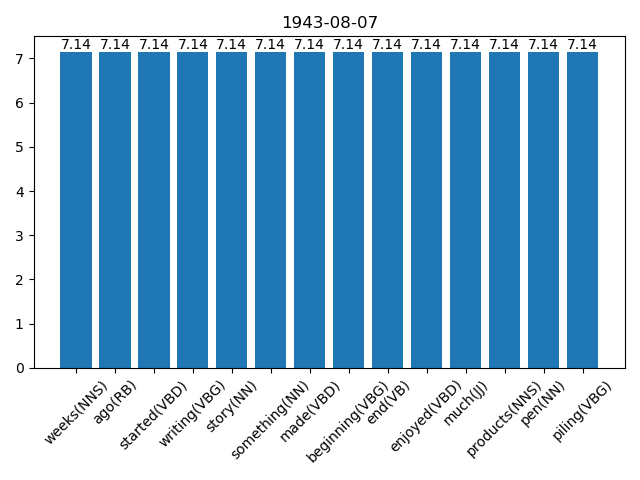 1943-08-07
7.14 7.14 7.14 7.14 7.14 7.14 7.14 7.14 7.14 7.14 7.14 7.14 7.14 7.14
7
6
5
4
3
2
1
0
weeks(NNS)
ago(RB)
started(VBD)
writing(VBG)
story(NN)
something(NN)
made(VBD)
beginning(VBG)
end(VB)
enjoyed(VBD)
much(JJ)
products(NNS)
pen(NN)
piling(VBG)